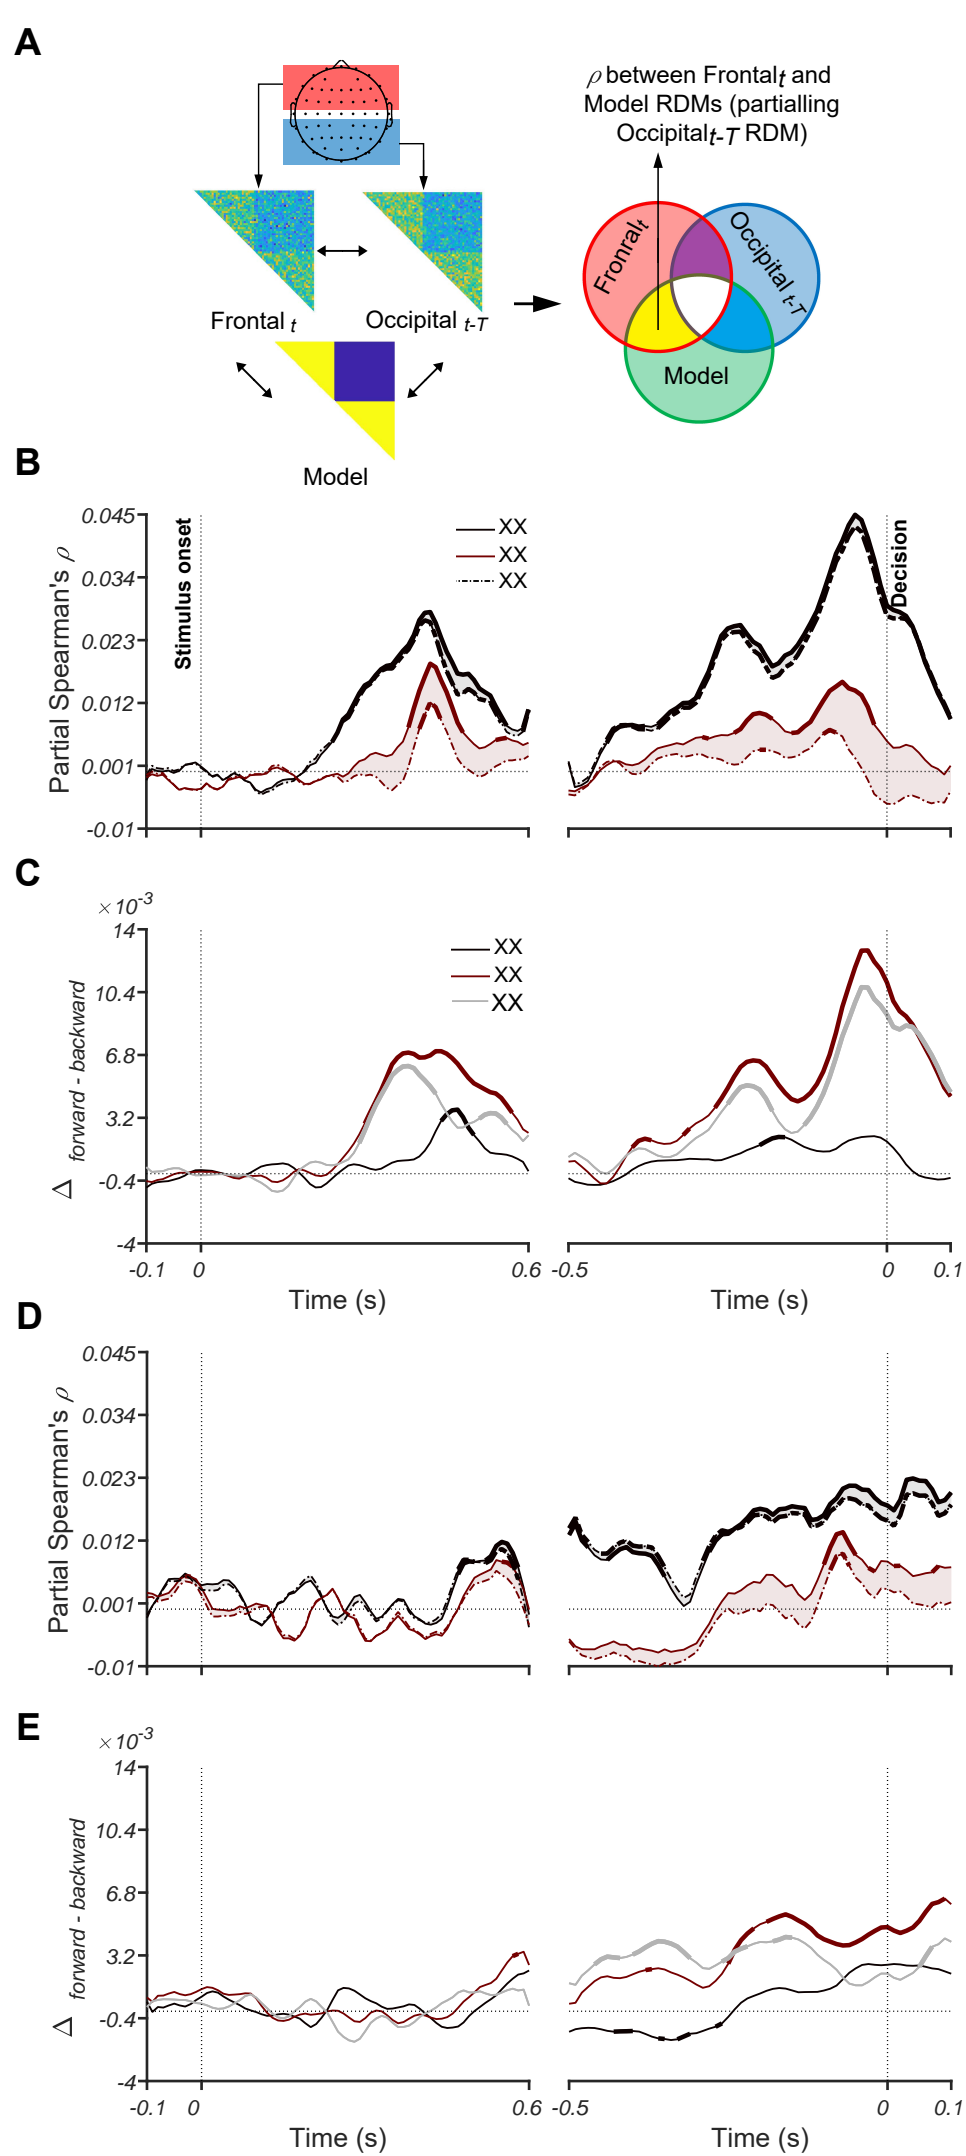 A
ρ between Frontal t and
Model RDMs (partialling
Occipital t-T RDM)
Fronralt
Occipital t-T
Frontal t
Occipital t-T
Model
Model
B
0.045
0.034
0.023
0.012
0.001
-0.01
Partial Spearman's ρ
Stimulus onset
XX
XX
XX
Decision
C
×10-3
14
10.4
6.8
3.2
-0.4
-4
Δ forward - backward
XX
XX
XX
-0.1 0 0.6 -0.5 0 0.1
Time (s) Time (s)
D
0.045
0.034
0.023
0.012
0.001
-0.01
Partial Spearman's ρ
E
×10-3
14
10.4
6.8
3.2
-0.4
-4
Δ forward - backward
-0.1 0 0.6 -0.5 0 0.1
Time (s) Time (s)